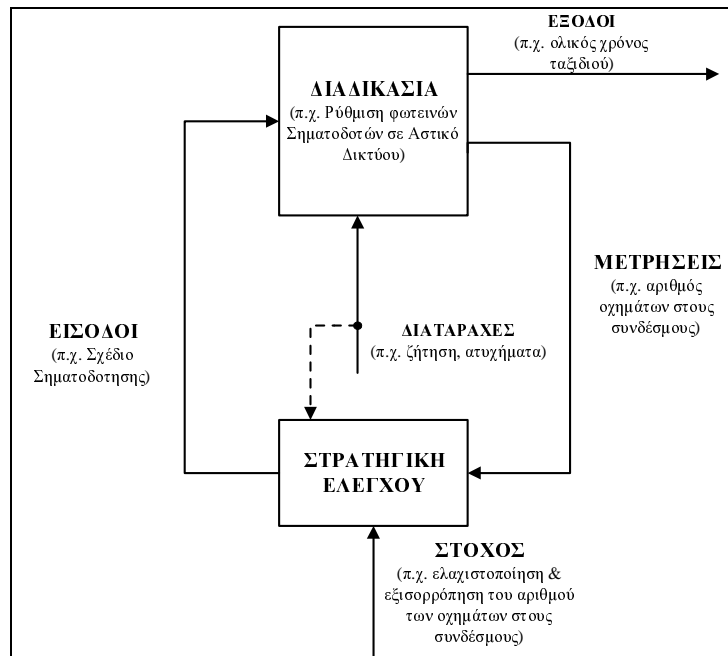 ΕΞΟΔΟΙ
(π.χ. ολικός χρόνος
ταξιδιού)
ΔΙΑΔΙΚΑΣΙΑ
(π.χ. Ρύθμιση φωτεινών
Σηματοδοτών σε Αστικό
Δικτύου)
ΜΕΤΡΗΣΕΙΣ
(π.χ. αριθμός
οχημάτων στους
συνδέσμους)
ΕΙΣΟΔΟΙ
(π.χ. Σχέδιο
Σηματοδοτησης)
ΔΙΑΤΑΡΑΧΕΣ
(π.χ. ζήτηση, ατυχήματα)
ΣΤΡΑΤΗΓΙΚΗ
ΕΛΕΓΧΟΥ
ΣΤΟΧΟΣ
(π.χ. ελαχιστοποίηση &
εξισορρόπηση του αριθμού
των οχημάτων στους
συνδέσμους)